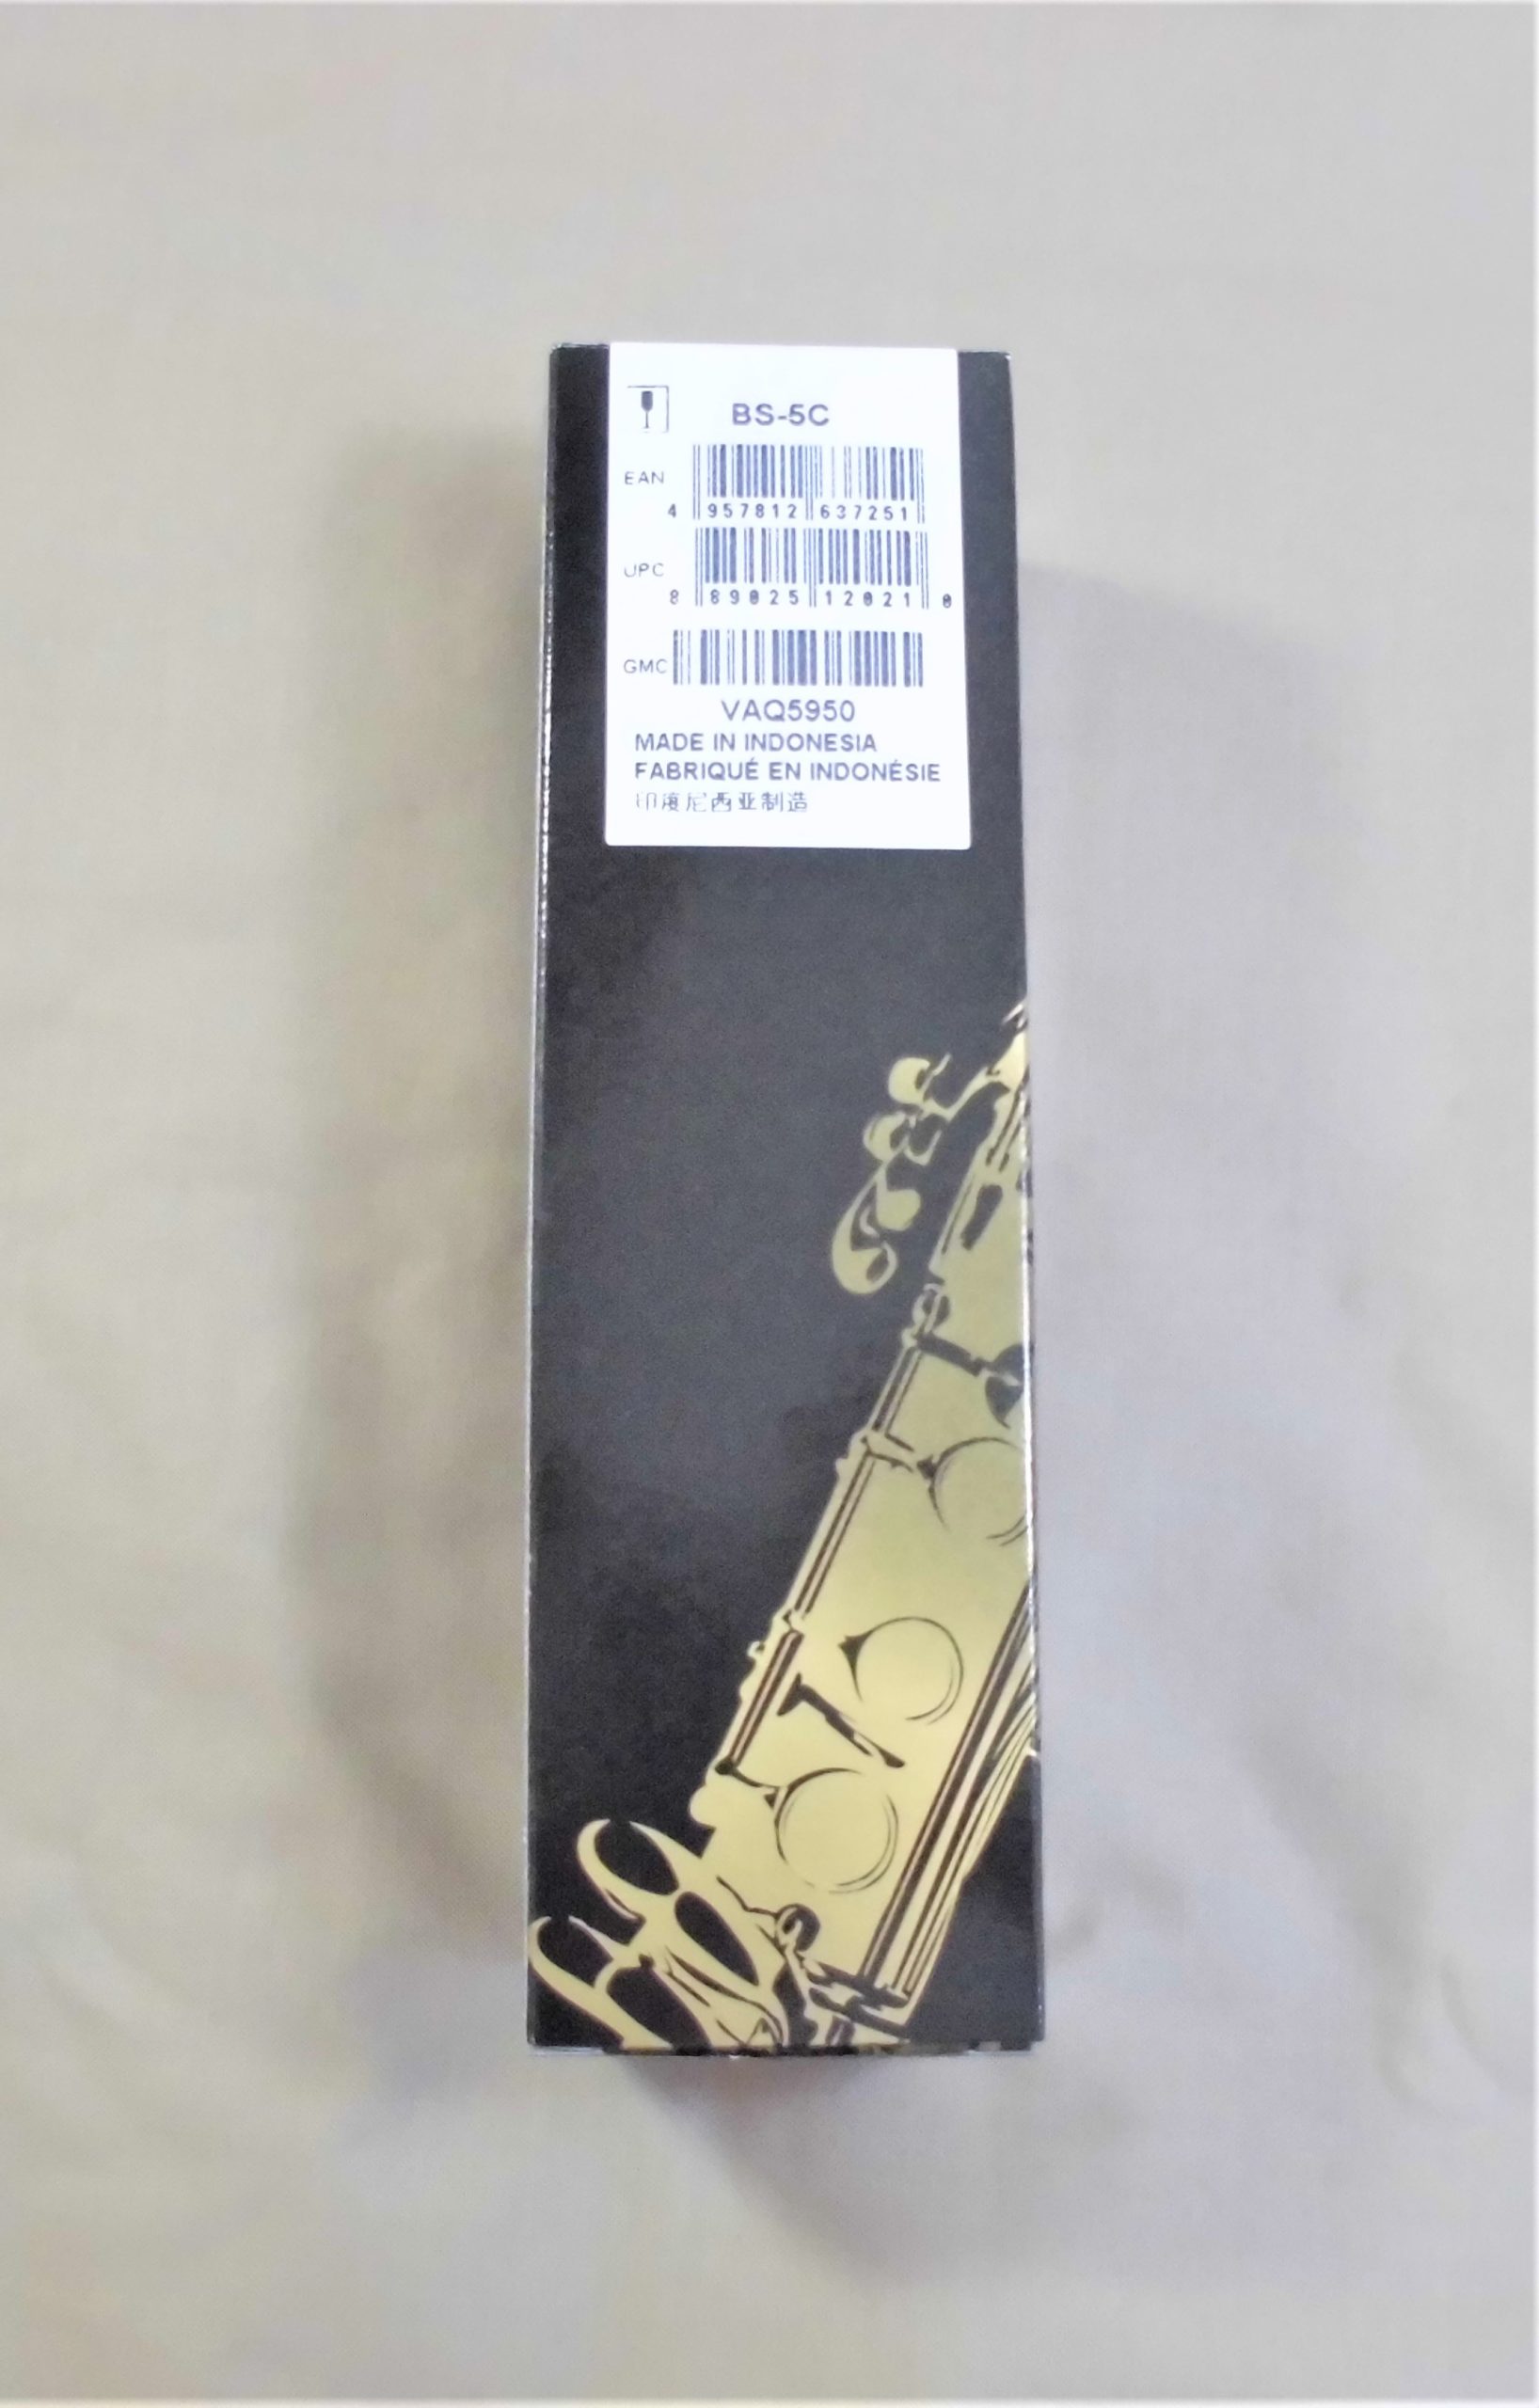 BS-5C
EAN
4 957812 637251
UPC
8 89025 12021 0
GMC
VAQ5950
MADE IN INDONESIA
FABRIQUÉ EN INDONÉSIE
印度尼西亚制造